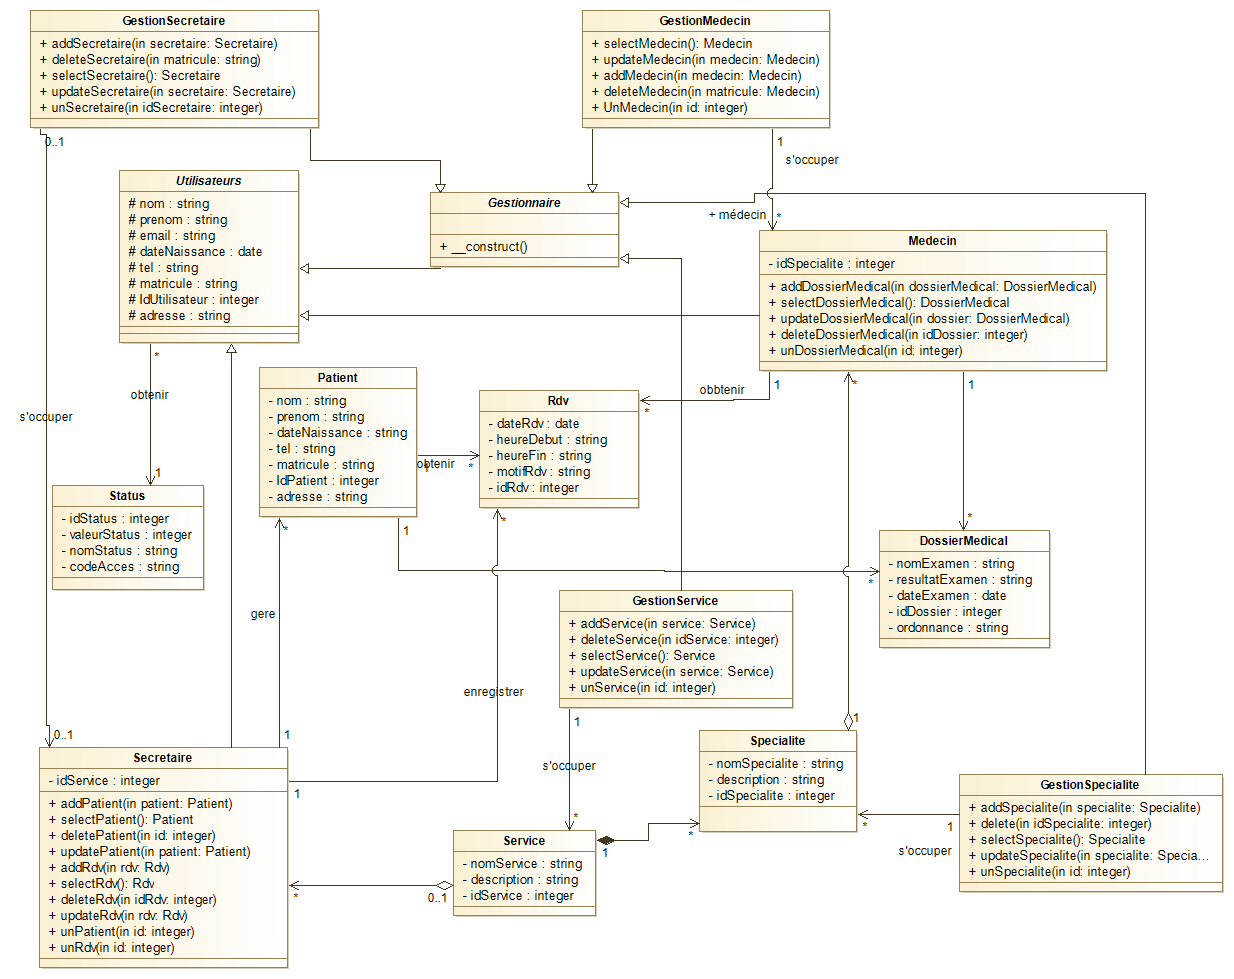 GestionSecretaire
+ addSecretaire(in secretaire: Secretaire)
+ deleteSecretaire(in matricule: string)
+ selectSecretaire(): Secretaire
+ updateSecretaire(in secretaire: Secretaire)
+ unSecretaire(in idSecretaire: integer)
0..1
GestionMedecin
+ selectMedecin(): Medecin
+ updateMedecin(in medecin: Medecin)
+ addMedecin(in medecin: Medecin)
+ deleteMedecin(in matricule: Medecin)
+ UnMedecin(in id: integer)
1
s'occuper
+ médecin
*
Utilisateurs
# nom : string
# prenom : string
# email : string
# dateNaissance : date
# tel : string
# matricule : string
# IdUtilisateur : integer
# adresse : string
*
obtenir
1
Gestionnaire
+ __construct()
Medecin
- idSpecialite : integer
+ addDossierMedical(in dossierMedical: DossierMedical)
+ selectDossierMedical(): DossierMedical
+ updateDossierMedical(in dossier: DossierMedical)
+ deleteDossierMedical(in idDossier: integer)
+ unDossierMedical(in id: integer)
1
obbtenir
*
*
1
*
s'occuper
Patient
- nom : string
- prenom : string
- dateNaissance : string
- tel : string
- matricule : string
- IdPatient : integer
- adresse : string
obtenir
1
*
*
1
*
Rdv
- dateRdv : date
- heureDebut : string
- heureFin : string
- motifRdv : string
- idRdv : integer
*
Status
- idStatus : integer
- valeurStatus : integer
- nomStatus : string
- codeAcces : string
DossierMedical
- nomExamen : string
- resultatExamen : string
- dateExamen : date
- idDossier : integer
- ordonnance : string
gere
1
enregistrer
1
GestionService
+ addService(in service: Service)
+ deleteService(in idService: integer)
+ selectService(): Service
+ updateService(in service: Service)
+ unService(in id: integer)
1
s'occuper
*
0..1
Secretaire
- idService : integer
+ addPatient(in patient: Patient)
+ selectPatient(): Patient
+ deletePatient(in id: integer)
+ updatePatient(in patient: Patient)
+ addRdv(in rdv: Rdv)
+ selectRdv(): Rdv
+ deleteRdv(in idRdv: integer)
+ updateRdv(in rdv: Rdv)
+ unPatient(in id: integer)
+ unRdv(in id: integer)
*
0..1
Service
- nomService : string
- description : string
- idService : integer
1
*
1
Specialite
- nomSpecialite : string
- description : string
- idSpecialite : integer
*
s'occuper
1
GestionSpecialite
+ addSpecialite(in specialite: Specialite)
+ delete(in idSpecialite: integer)
+ selectSpecialite(): Specialite
+ updateSpecialite(in specialite: Specia...
+ unSpecialite(in id: integer)